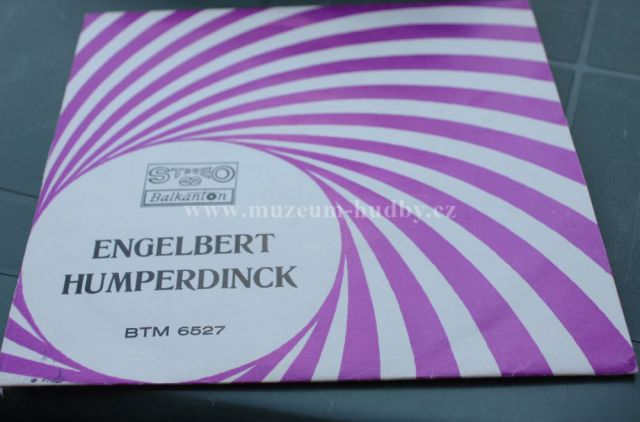 STEREO
Balkanton
www.muzeum-hudby.cz
ENGELBERT
HUMPERDINCK
BTM 6527